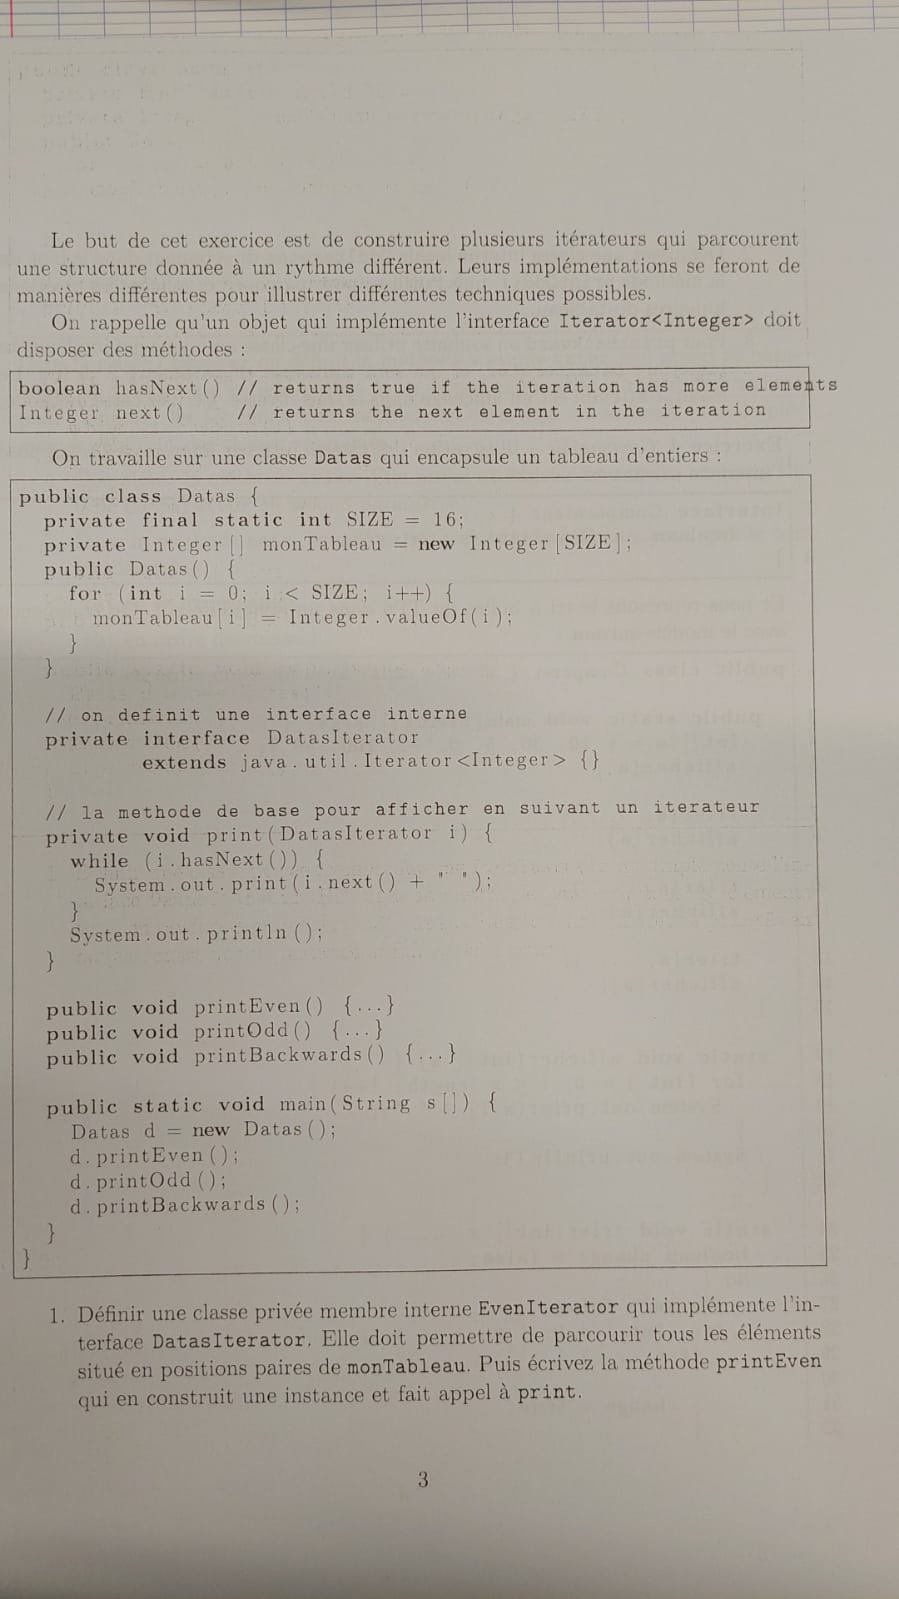 Le but de cet exercice est de construire plusieurs itérateurs qui parcourent
une structure donnée à un rythme différent. Leurs implémentations se feront de
manières différentes pour illustrer différentes techniques possibles.
On rappelle qu'un objet qui implémente l'interface Iterator<Integer> doit
disposer des méthodes :
boolean hasNext() // returns true if the iteration has more elements
Integer next() // returns the next element in the iteration
On travaille sur une classe Datas qui encapsule un tableau d'entiers :
public class Datas {
private final static int SIZE = 16;
private Integer[] monTableau = new Integer[SIZE];
public Datas() {
for (int i = 0; i < SIZE; i++) {
monTableau[i] = Integer.valueOf(i);
}
}
// on definit une interface interne
private interface DatasIterator
extends java.util.Iterator<Integer> {}
// la methode de base pour afficher en suivant un iterateur
private void print(DatasIterator i) {
while (i.hasNext()) {
System.out.print(i.next() + " ");
}
System.out.println();
}
public void printEven() {...}
public void printOdd() {...}
public void printBackwards() {...}
public static void main(String s[]) {
Datas d = new Datas();
d.printEven();
d.printOdd();
d.printBackwards();
}
}
1. Définir une classe privée membre interne EvenIterator qui implémente l'in-
terface DatasIterator. Elle doit permettre de parcourir tous les éléments
situé en positions paires de monTableau. Puis écrivez la méthode printEven
qui en construit une instance et fait appel à print.
3